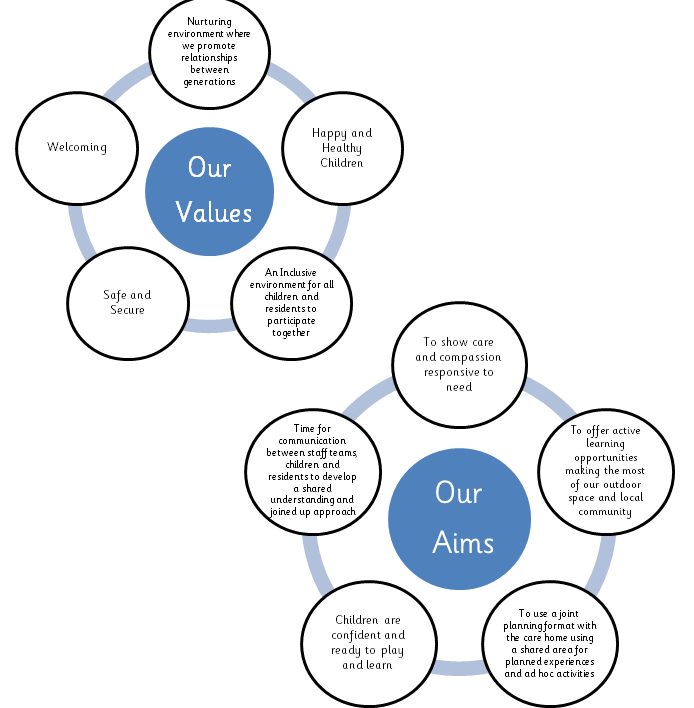 Nurturing
environment where
we promote
relationships
between
generations
Welcoming
Our
Values
Happy and
Healthy
Children
Safe and
Secure
An Inclusive
environment for all
children and
residents to
participate
together
To show care
and compassion
responsive to
need
Time for
communication
between staff teams,
children and
residents to develop
a shared
understanding and
joined up approach
Our
Aims
To offer active
learning
opportunities
making the most
of our outdoor
space and local
community
Children are
confident and
ready to play
and learn
To use a joint
planning format with
the care home using
a shared area for
planned experiences
and ad hoc activities